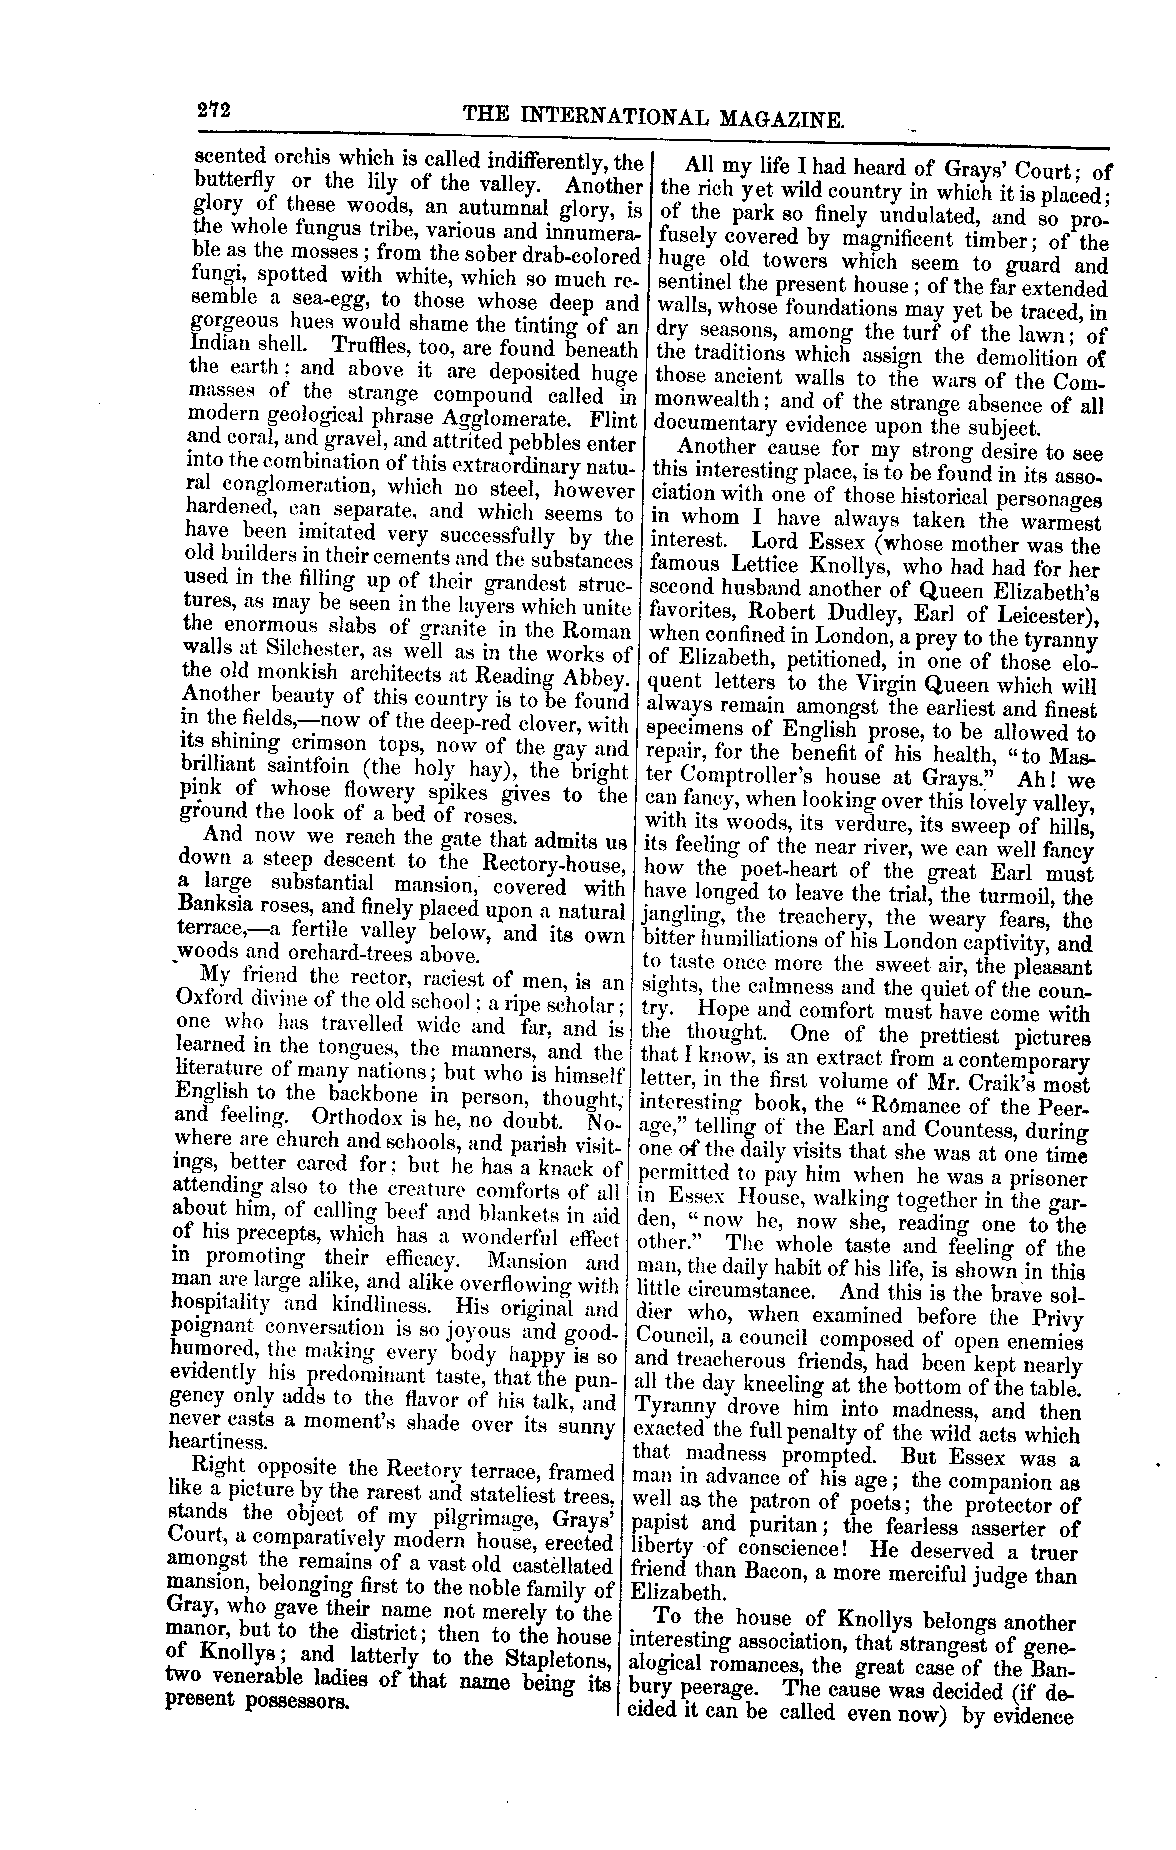 272
THE INTERNATIONAL MAGAZINE.
scented orchis which is called indifferently, the
butterfly or the lily of the valley. Another
glory of these woods, an autumnal glory, is
the whole fungus tribe, various and innumera-
ble as the mosses; from the sober drab-colored
fungi, spotted with white, which so much re-
semble a sea-egg, to those whose deep and
gorgeous hues would shame the tinting of an
Indian shell. Truffles, too, are found beneath
the earth; and above it are deposited huge
masses of the strange compound called in
modern geological phrase Agglomerate. Flint
and coral, and gravel, and attrited pebbles enter
into the combination of this extraordinary natu-
ral conglomeration, which no steel, however
hardened, can separate, and which seems to
have been imitated very successfully by the
old builders in their cements and the substances
used in the filling up of their grandest struc-
tures, as may be seen in the layers which unite
the enormous slabs of granite in the Roman
walls at Silchester, as well as in the works of
the old monkish architects at Reading Abbey.
Another beauty of this country is to be found
in the fields,—now of the deep-red clover, with
its shining crimson tops, now of the gay and
brilliant saintfoin (the holy hay), the bright
pink of whose flowery spikes gives to the
ground the look of a bed of roses.
And now we reach the gate that admits us
down a steep descent to the Rectory-house,
a large substantial mansion, covered with
Banksia roses, and finely placed upon a natural
terrace,—a fertile valley below, and its own
woods and orchard-trees above.
My friend the rector, raciest of men, is an
Oxford divine of the old school; a ripe scholar;
one who has travelled wide and far, and is
learned in the tongues, the manners, and the
literature of many nations; but who is himself
English to the backbone in person, thought,
and feeling. Orthodox is he, no doubt. No-
where are church and schools, and parish visit-
ings, better cared for; but he has a knack of
attending also to the creature comforts of all
about him, of calling beef and blankets in aid
of his precepts, which has a wonderful effect
in promoting their efficacy. Mansion and
man are large alike, and alike overflowing with
hospitality and kindliness. His original and
poignant conversation is so joyous and good-
humored, the making every body happy is so
evidently his predominant taste, that the pun-
gency only adds to the flavor of his talk, and
never casts a moment's shade over its sunny
heartiness.
Right opposite the Rectory terrace, framed
like a picture by the rarest and stateliest trees,
stands the object of my pilgrimage, Grays'
Court, a comparatively modern house, erected
amongst the remains of a vast old castellated
mansion, belonging first to the noble family of
Gray, who gave their name not merely to the
manor, but to the district; then to the house
of Knollys; and latterly to the Stapletons,
two venerable ladies of that name being its
present possessors.
All my life I had heard of Grays' Court; of
the rich yet wild country in which it is placed;
of the park so finely undulated, and so pro-
fusely covered by magnificent timber; of the
huge old towers which seem to guard and
sentinel the present house; of the far extended
walls, whose foundations may yet be traced, in
dry seasons, among the turf of the lawn; of
the traditions which assign the demolition of
those ancient walls to the wars of the Com-
monwealth; and of the strange absence of all
documentary evidence upon the subject.
Another cause for my strong desire to see
this interesting place, is to be found in its asso-
ciation with one of those historical personages
in whom I have always taken the warmest
interest. Lord Essex (whose mother was the
famous Lettice Knollys, who had had for her
second husband another of Queen Elizabeth's
favorites, Robert Dudley, Earl of Leicester),
when confined in London, a prey to the tyranny
of Elizabeth, petitioned, in one of those elo-
quent letters to the Virgin Queen which will
always remain amongst the earliest and finest
specimens of English prose, to be allowed to
repair, for the benefit of his health, "to Mas-
ter Comptroller's house at Grays." Ah! we
can fancy, when looking over this lovely valley,
with its woods, its verdure, its sweep of hills,
its feeling of the near river, we can well fancy
how the poet-heart of the great Earl must
have longed to leave the trial, the turmoil, the
jangling, the treachery, the weary fears, the
bitter humiliations of his London captivity, and
to taste once more the sweet air, the pleasant
sights, the calmness and the quiet of the coun-
try. Hope and comfort must have come with
the thought. One of the prettiest pictures
that I know, is an extract from a contemporary
letter, in the first volume of Mr. Craik's most
interesting book, the "Rômance of the Peer-
age," telling of the Earl and Countess, during
one of the daily visits that she was at one time
permitted to pay him when he was a prisoner
in Essex House, walking together in the gar-
den, "now he, now she, reading one to the
other." The whole taste and feeling of the
man, the daily habit of his life, is shown in this
little circumstance. And this is the brave sol-
dier who, when examined before the Privy
Council, a council composed of open enemies
and treacherous friends, had been kept nearly
all the day kneeling at the bottom of the table.
Tyranny drove him into madness, and then
exacted the full penalty of the wild acts which
that madness prompted. But Essex was a
man in advance of his age; the companion as
well as the patron of poets; the protector of
papist and puritan; the fearless asserter of
liberty of conscience! He deserved a truer
friend than Bacon, a more merciful judge than
Elizabeth.
To the house of Knollys belongs another
interesting association, that strangest of gene-
alogical romances, the great case of the Ban-
bury peerage. The cause was decided (if de-
cided it can be called even now) by evidence